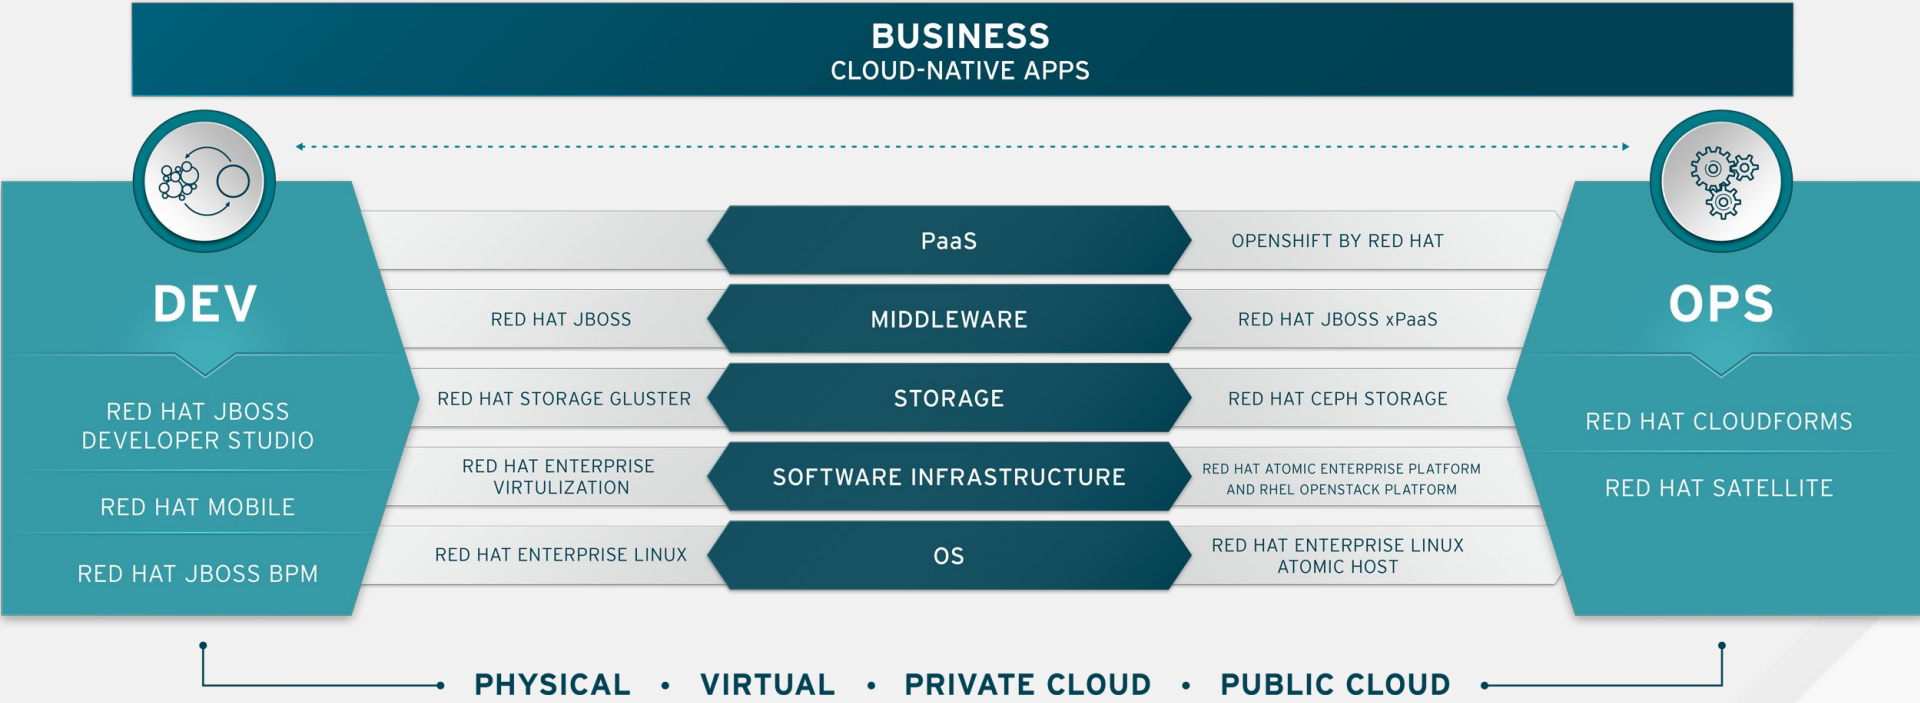 BUSINESS
CLOUD-NATIVE APPS
DEV
RED HAT JBOSS
DEVELOPER STUDIO
RED HAT MOBILE
RED HAT JBOSS BPM
PaaS
OPENSHIFT BY RED HAT
RED HAT JBOSS
MIDDLEWARE
RED HAT JBOSS xPaaS
RED HAT STORAGE GLUSTER
STORAGE
RED HAT CEPH STORAGE
RED HAT ENTERPRISE
VIRTULIZATION
SOFTWARE INFRASTRUCTURE
RED HAT ATOMIC ENTERPRISE PLATFORM
AND RHEL OPENSTACK PLATFORM
RED HAT ENTERPRISE LINUX
OS
RED HAT ENTERPRISE LINUX
ATOMIC HOST
OPS
RED HAT CLOUDFORMS
RED HAT SATELLITE
PHYSICAL • VIRTUAL • PRIVATE CLOUD • PUBLIC CLOUD